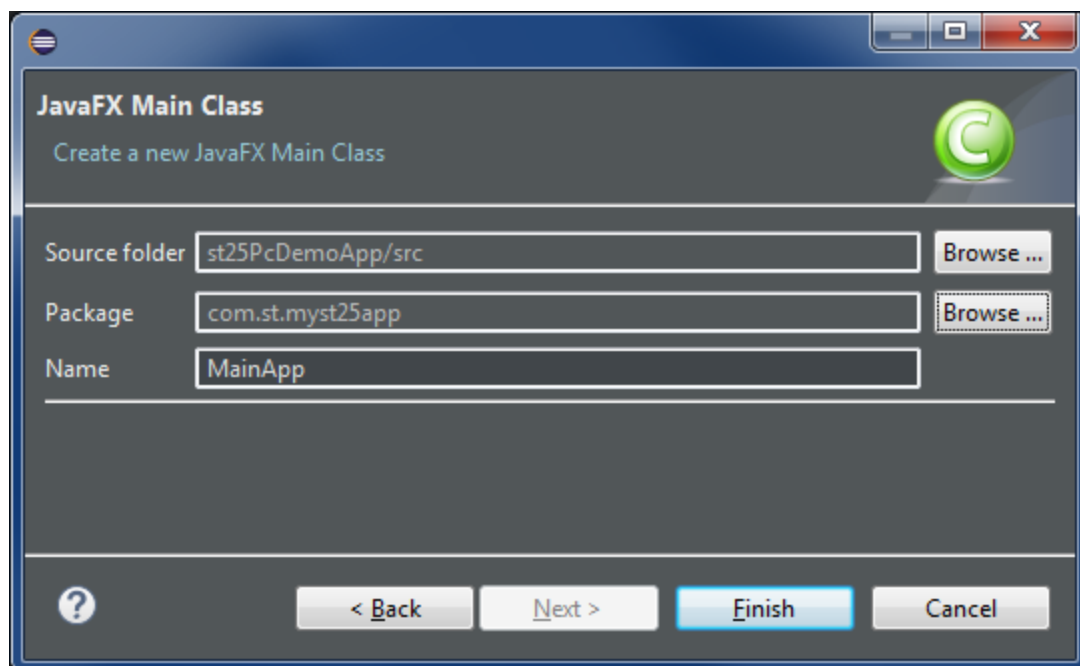 JavaFX Main Class
Create a new JavaFX Main Class
Source folder st25PcDemoApp/src Browse ...
Package com.st.myst25app Browse ...
Name MainApp
? < Back Next > Finish Cancel